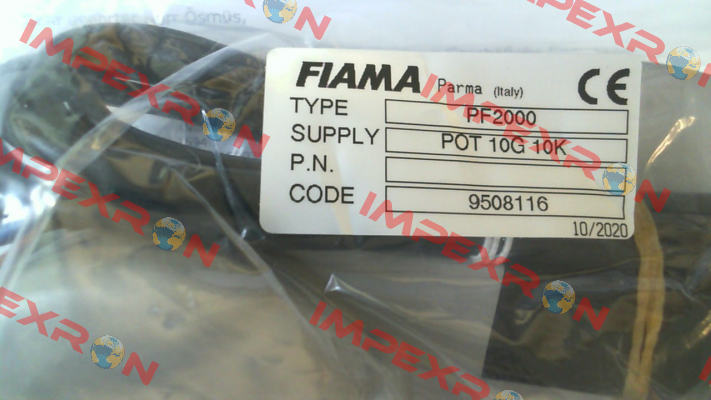 Ösmüs,
FIAMA Parma (Italy) CE
TYPE PF2000
SUPPLY POT 10G 10K
P.N.
CODE 9508116
10/2020
IMPEXRON
IMPEXRON
IMPEXRON
IMPEXRON
IMPEXRON
IMPEXRON